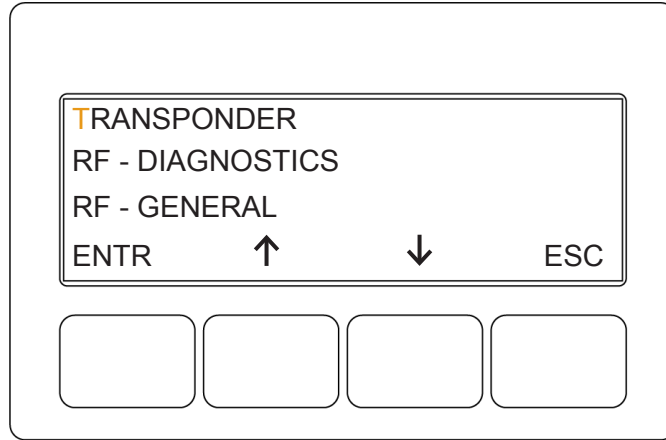 TRANSPONDER
RF - DIAGNOSTICS
RF - GENERAL
ENTR ↑ ↓ ESC